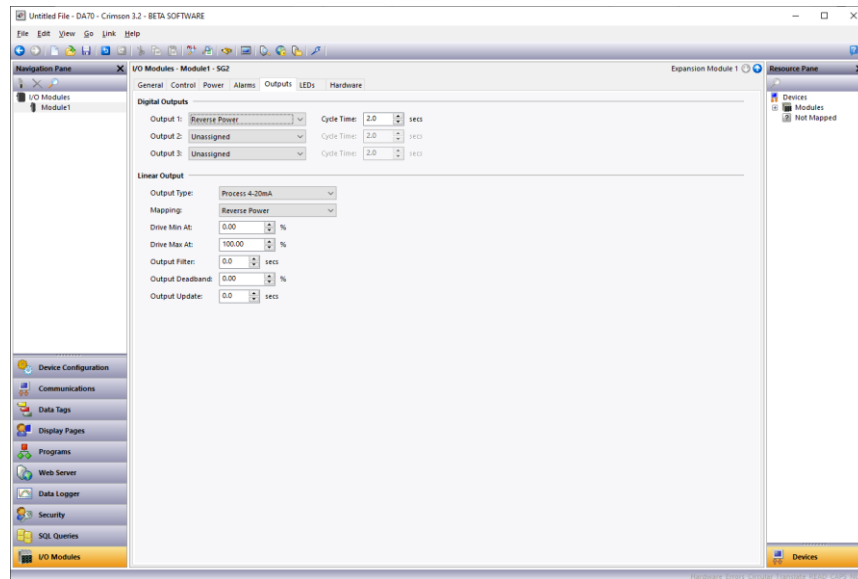 Untitled File - DA70 - Crimson 3.2 - BETA SOFTWARE
File Edit View Go Link Help
Navigation Pane
I/O Modules - Module1 - SG2
Expansion Module 1
Resource Pane
I/O Modules
Module1
General Control Power Alarms Outputs LEDs Hardware
Devices
Modules
Not Mapped
Digital Outputs
Output 1: Reverse Power Cycle Time: 2.0 secs
Output 2: Unassigned Cycle Time: 2.0 secs
Output 3: Unassigned Cycle Time: 2.0 secs
Linear Output
Output Type: Process 4-20mA
Mapping: Reverse Power
Drive Min At: 0.00 %
Drive Max At: 100.00 %
Output Filter: 0.0 secs
Output Deadband: 0.00 %
Output Update: 0.0 secs
Device Configuration
Communications
Data Tags
Display Pages
Programs
Web Server
Data Logger
Security
SQL Queries
I/O Modules
Devices
Hardware Errors Circular Translate READ CAPS